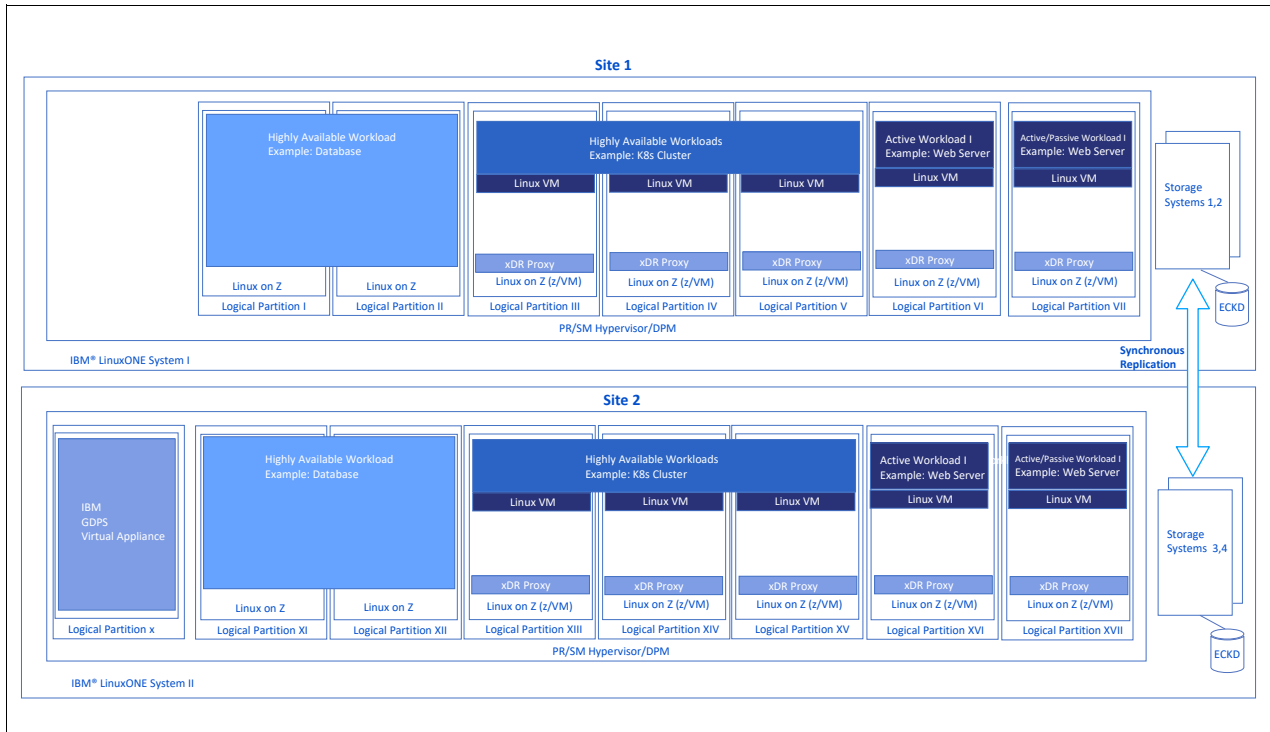 Site 1
Highly Available Workload
Example: Database
Highly Available Workloads
Example: K8s Cluster
Active Workload I
Example: Web Server
Active/Passive Workload I
Example: Web Server
Linux VM
Linux VM
Linux VM
Linux VM
Linux VM
Storage
Systems 1,2
xDR Proxy
xDR Proxy
xDR Proxy
xDR Proxy
xDR Proxy
Linux on Z
Linux on Z
Linux on Z (z/VM)
Linux on Z (z/VM)
Linux on Z (z/VM)
Linux on Z (z/VM)
Linux on Z (z/VM)
Logical Partition I
Logical Partition II
Logical Partition III
Logical Partition IV
Logical Partition V
Logical Partition VI
Logical Partition VII
ECKD
PR/SM Hypervisor/DPM
IBM® LinuxONE System I
Synchronous
Replication
Site 2
IBM
GDPS
Virtual Appliance
Highly Available Workload
Example: Database
Highly Available Workloads
Example: K8s Cluster
Active Workload I
Example: Web Server
Active/Passive Workload I
Example: Web Server
Linux VM
Linux VM
Linux VM
Linux VM
Linux VM
Storage
Systems 3,4
xDR Proxy
xDR Proxy
xDR Proxy
xDR Proxy
xDR Proxy
Linux on Z
Linux on Z
Linux on Z (z/VM)
Linux on Z (z/VM)
Linux on Z (z/VM)
Linux on Z (z/VM)
Linux on Z (z/VM)
Logical Partition x
Logical Partition XI
Logical Partition XII
Logical Partition XIII
Logical Partition XIV
Logical Partition XV
Logical Partition XVI
Logical Partition XVII
PR/SM Hypervisor/DPM
ECKD
IBM® LinuxONE System II